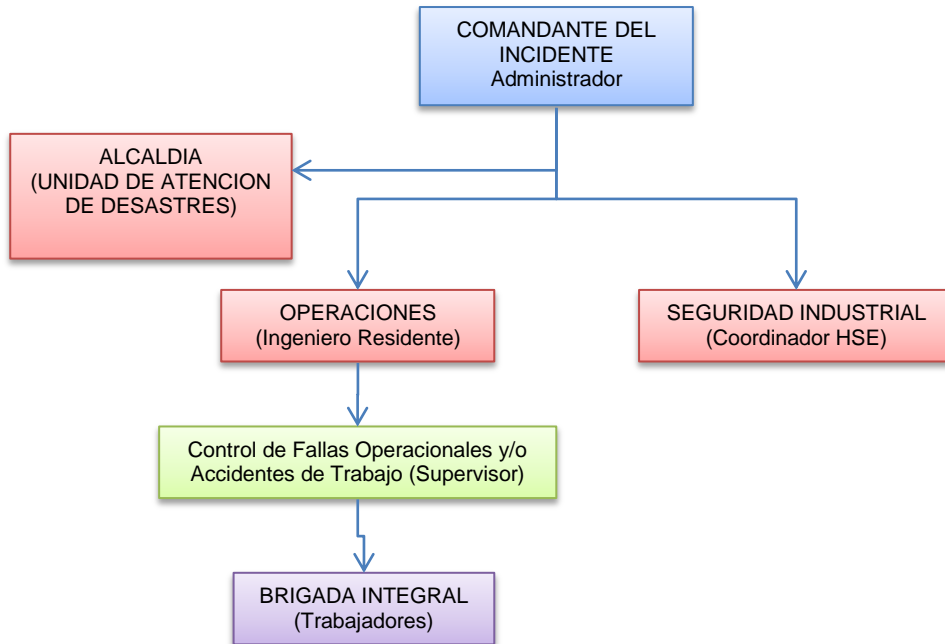 COMANDANTE DEL
INCIDENTE
Administrador
ALCALDIA
(UNIDAD DE ATENCION
DE DESASTRES)
OPERACIONES
(Ingeniero Residente)
SEGURIDAD INDUSTRIAL
(Coordinador HSE)
Control de Fallas Operacionales y/o
Accidentes de Trabajo (Supervisor)
BRIGADA INTEGRAL
(Trabajadores)